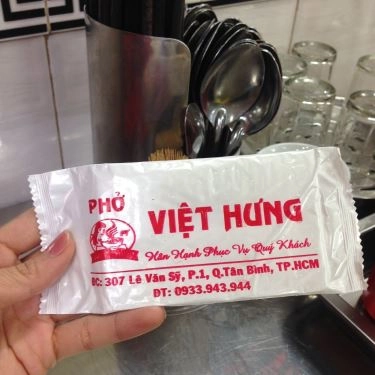 PHỞ
VIỆT HƯNG
Hân Hạnh Phục Vụ Quý Khách
ĐC: 307 Lê Văn Sỹ, P.1, Q.Tân Bình, TP.HCM
ĐT: 0933.943.944